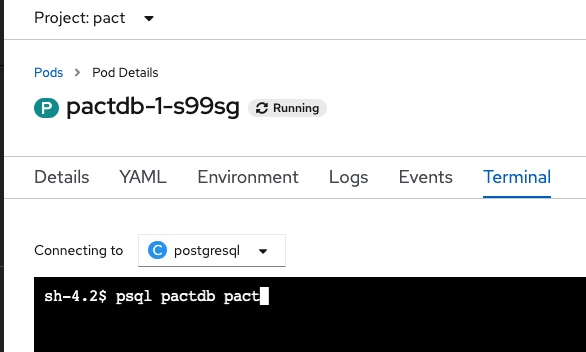 Project: pact
Pods > Pod Details
P pactdb-1-s99sg Running
Details YAML Environment Logs Events Terminal
Connecting to C postgresql
sh-4.2$ psql pactdb pact